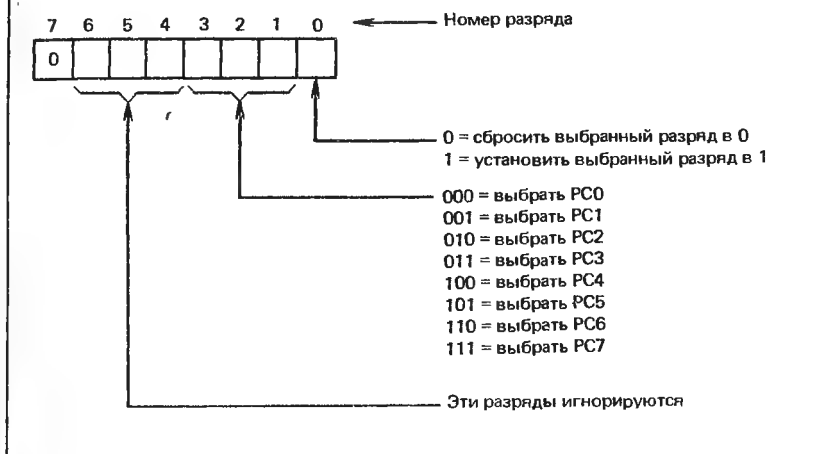 7 6 5 4 3 2 1 0 Номер разряда
0
0 = сбросить выбранный разряд в 0
1 = установить выбранный разряд в 1
000 = выбрать PC0
001 = выбрать PC1
010 = выбрать PC2
011 = выбрать PC3
100 = выбрать PC4
101 = выбрать PC5
110 = выбрать PC6
111 = выбрать PC7
Эти разряды игнорируются